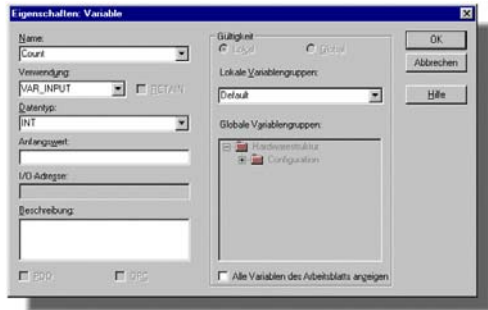 Eigenschaften: Variable
Name:
Count
Verwendung:
VAR_INPUT
RETAIN
Datentyp:
INT
Anfangswert:
I/O Adresse:
Beschreibung:
PDD
OPC
Gültigkeit
Lokal
Global
Lokale Variablengruppen:
Default
Globale Variablengruppen:
Hardwarestruktur
Configuration
Alle Variablen des Arbeitsblatts anzeigen
OK
Abbrechen
Hilfe